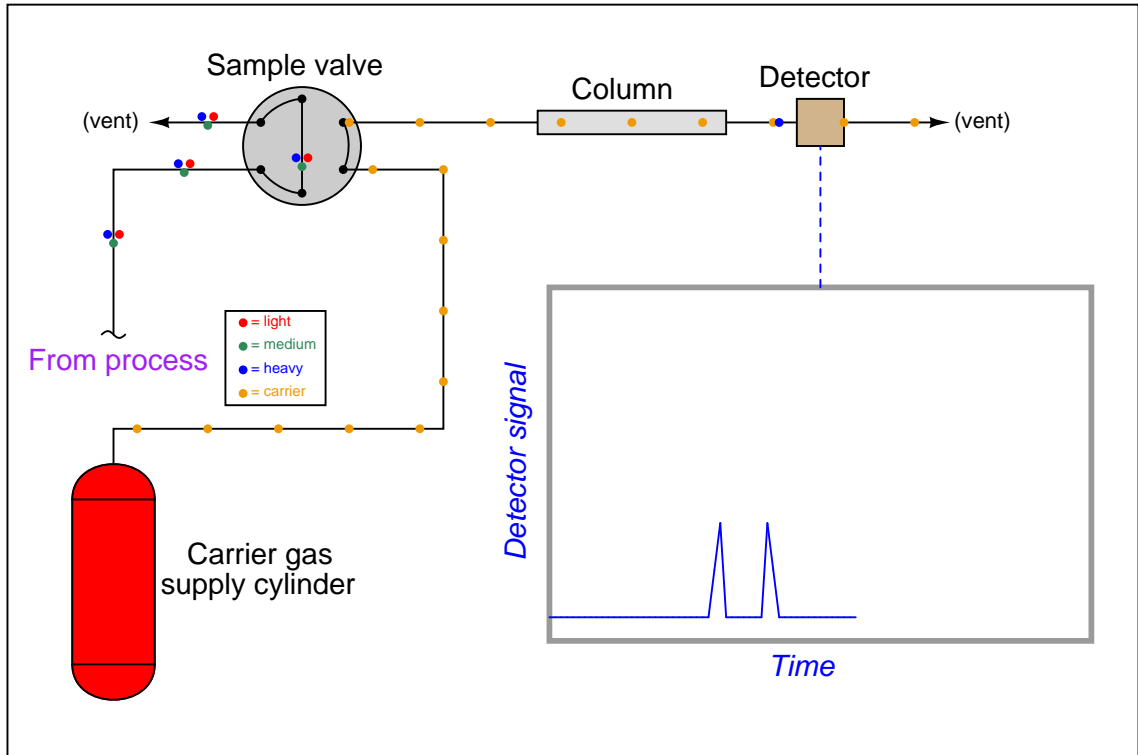 Sample valve
Column
Detector
(vent)
(vent)
From process
= light
= medium
= heavy
= carrier
Detector signal
Carrier gas
supply cylinder
Time